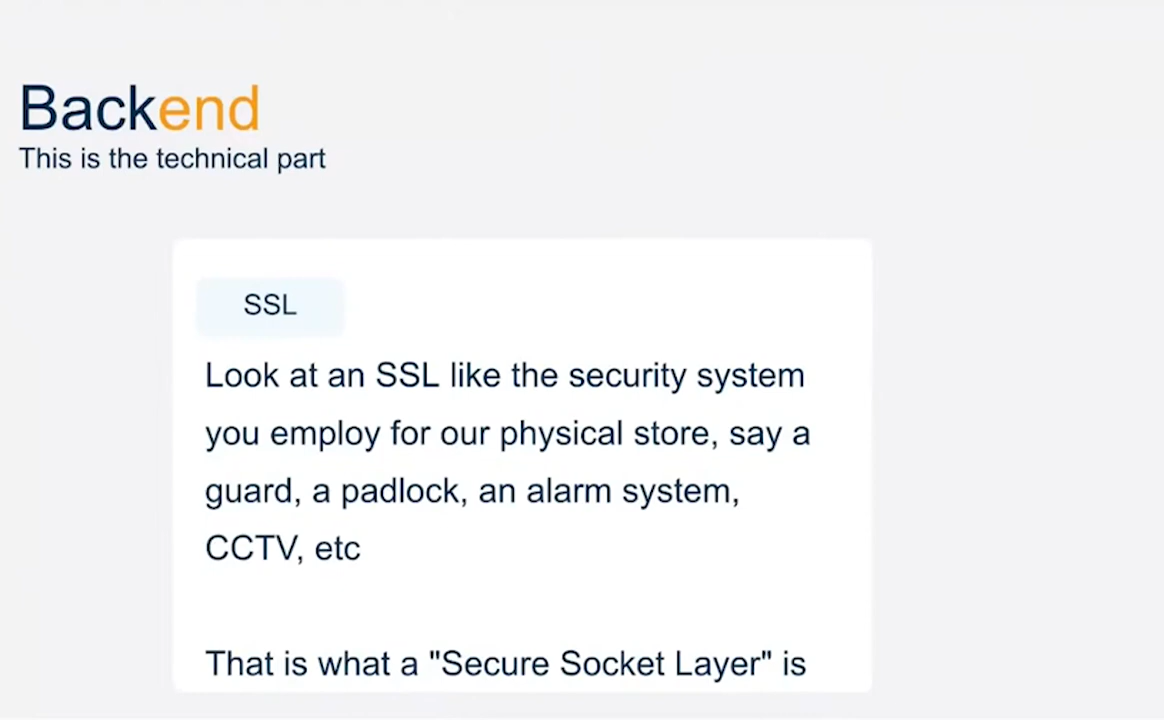 Backend
This is the technical part
SSL
Look at an SSL like the security system
you employ for our physical store, say a
guard, a padlock, an alarm system,
CCTV, etc
That is what a "Secure Socket Layer" is